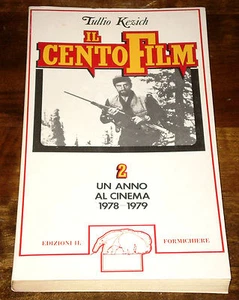 Tullio Kezich
IL
CENTOFILM
2
UN ANNO
AL CINEMA
1978-1979
EDIZIONI IL FORMICHIERE